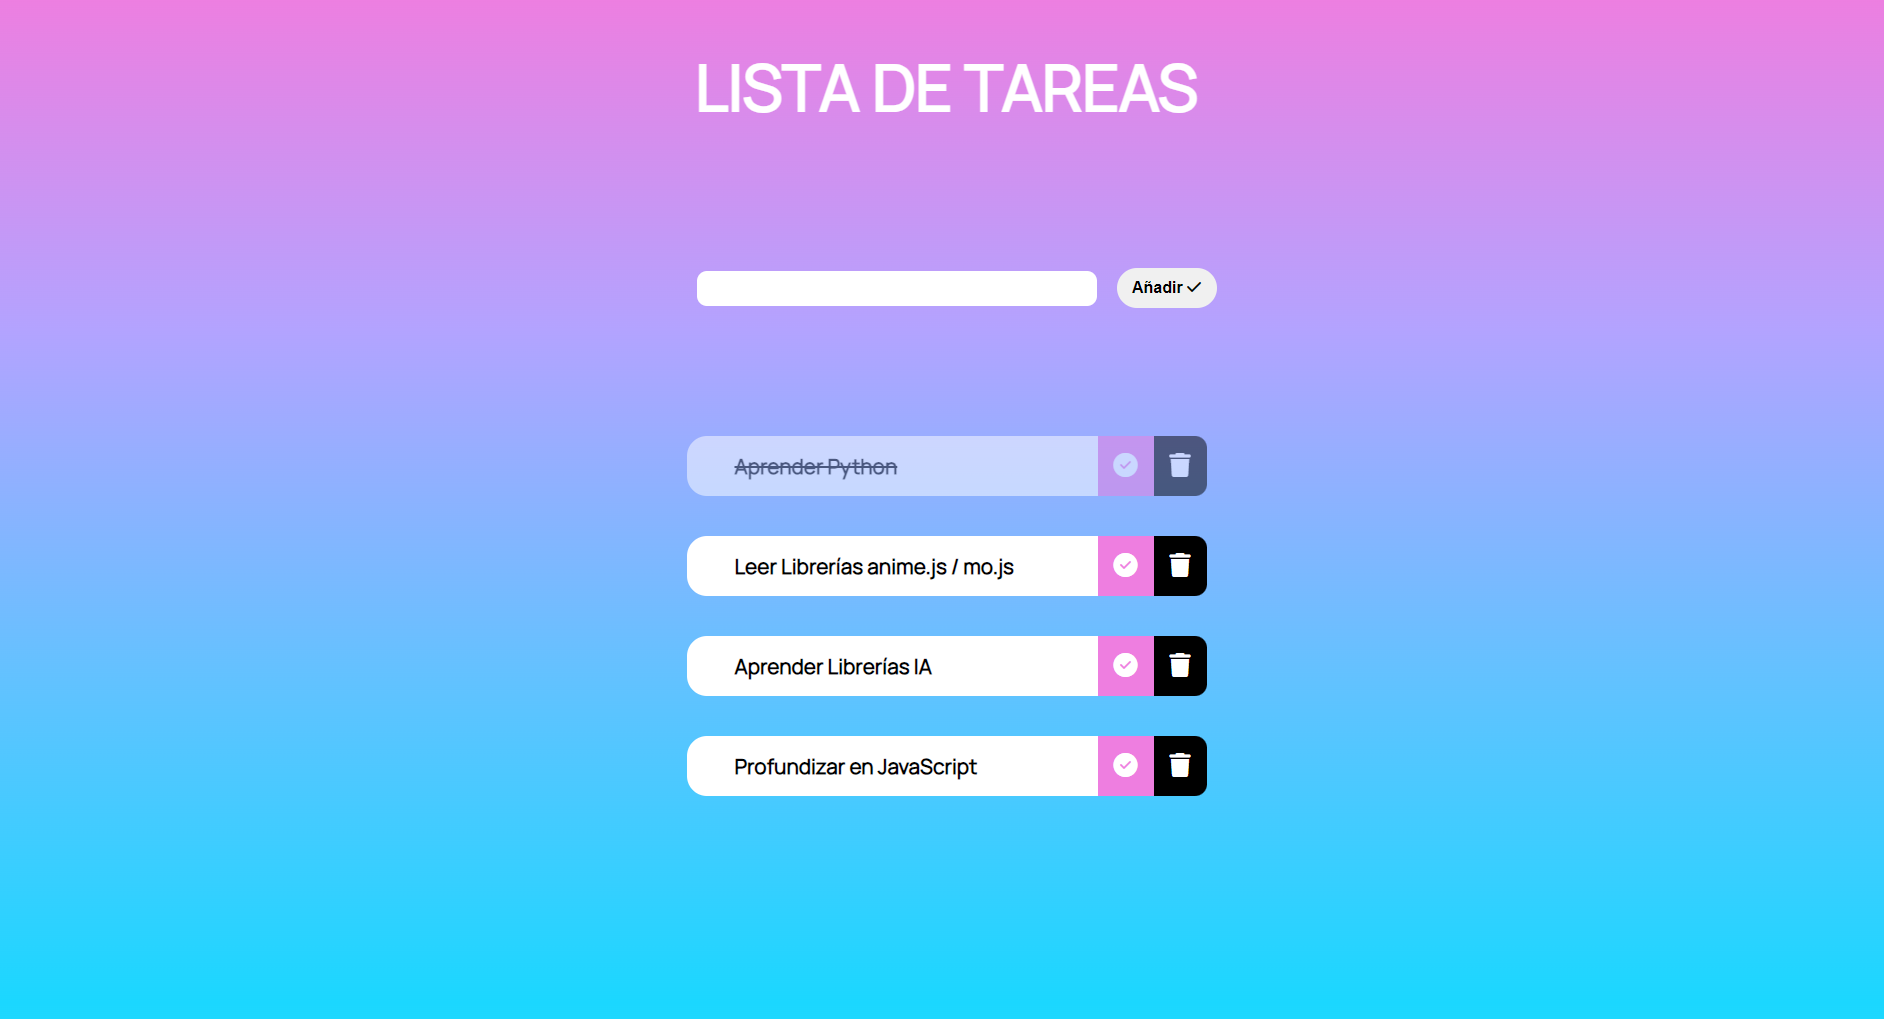 LISTA DE TAREAS
Añadir
Aprender Python
Leer Librerías anime.js / mo.js
Aprender Librerías IA
Profundizar en JavaScript